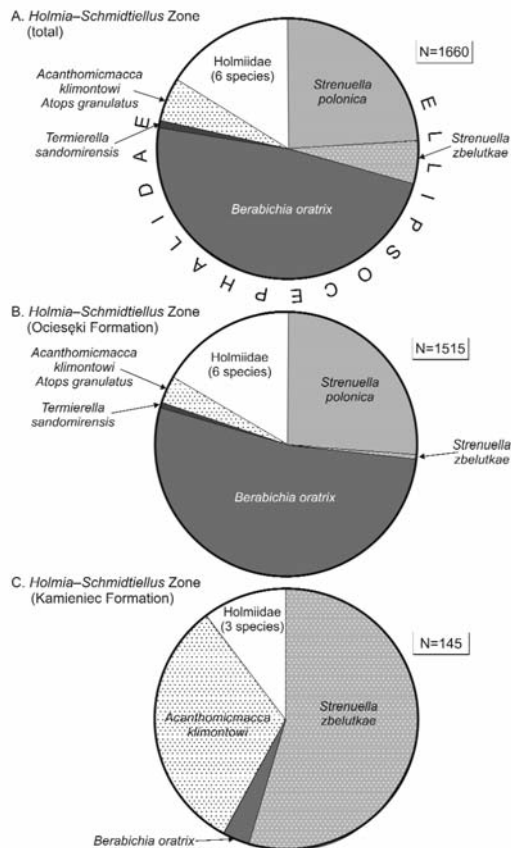 A. Holmia–Schmidtiellus Zone
(total)
Holmiidae
(6 species)
N=1660
Acanthomicmacca
klimontowi
Atops granulatus
Strenuella
polonica
Termierella
sandomirensis
Strenuella
zbelutkae
Berabichia oratrix
ELLIPSOCEPHALIDAE
B. Holmia–Schmidtiellus Zone
(Ociesęki Formation)
Holmiidae
(6 species)
N=1515
Acanthomicmacca
klimontowi
Atops granulatus
Strenuella
polonica
Termierella
sandomirensis
Strenuella
zbelutkae
Berabichia oratrix
C. Holmia–Schmidtiellus Zone
(Kamieniec Formation)
Holmiidae
(3 species)
N=145
Strenuella
zbelutkae
Acanthomicmacca
klimontowi
Berabichia oratrix